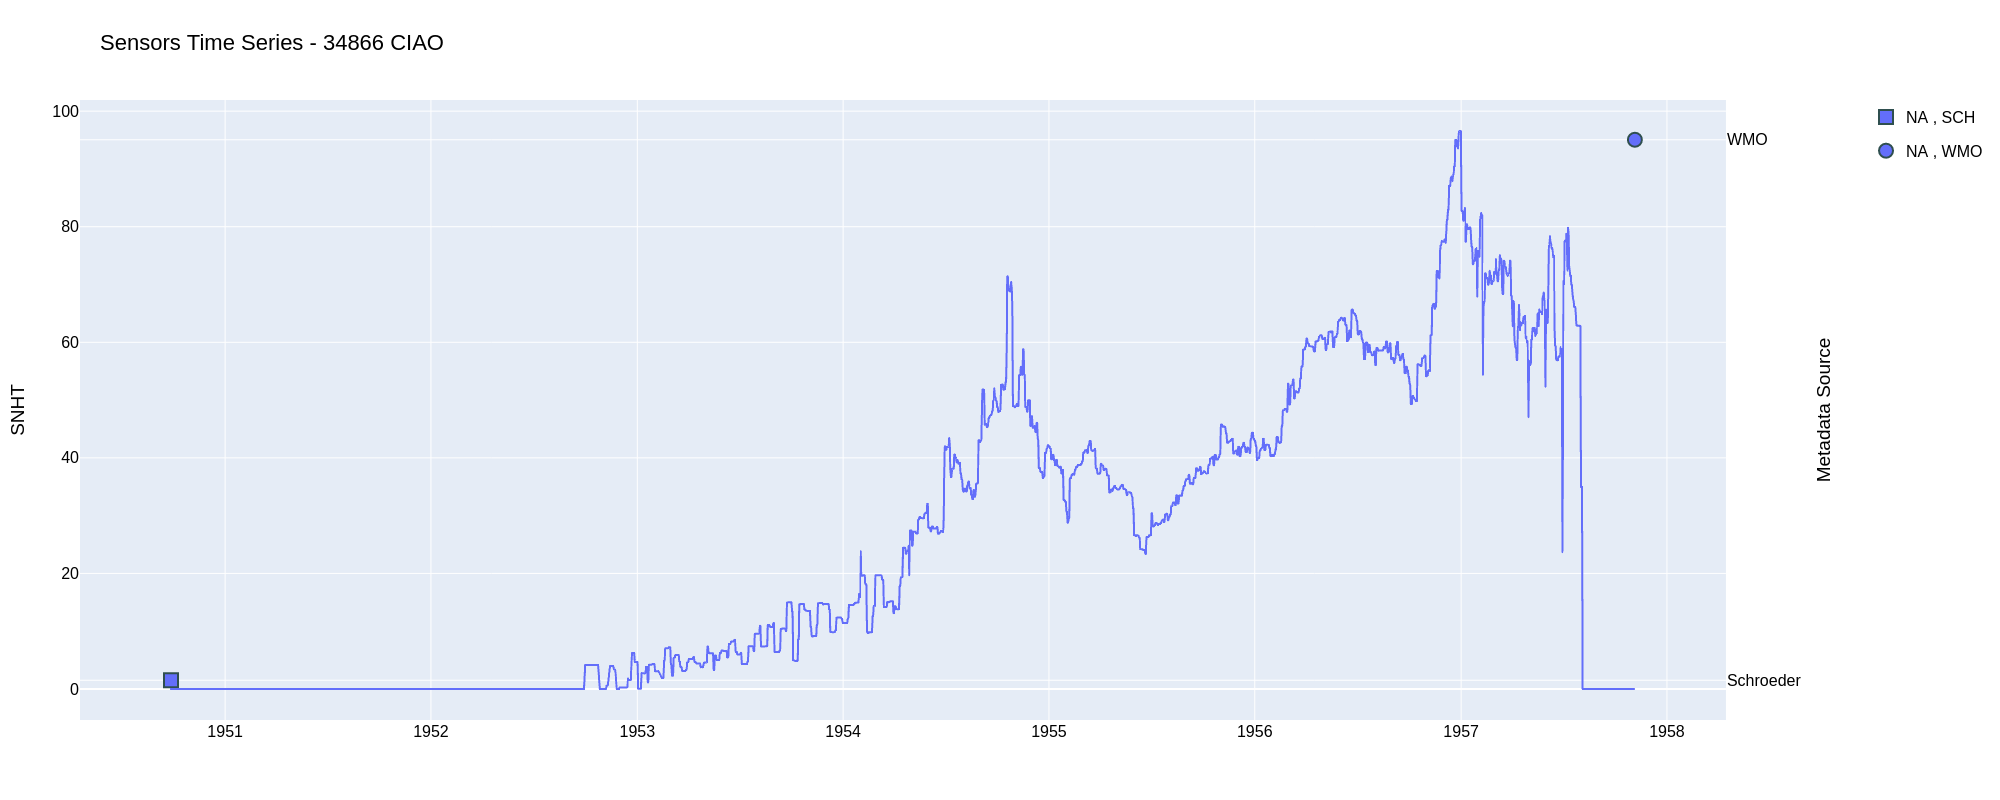 Sensors Time Series - 34866 CIAO
100
80
60
40
20
0
SNHT
1951
1952
1953
1954
1955
1956
1957
1958
WMO
Schroeder
Metadata Source
NA , SCH
NA , WMO